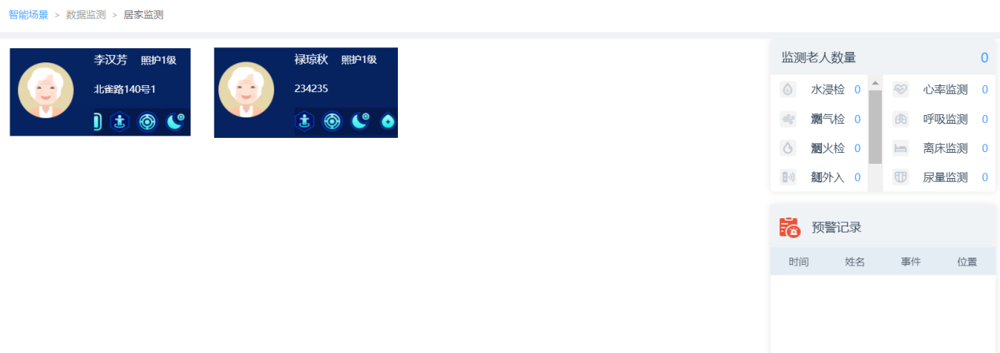 智能场景 > 数据监测 > 居家监测
李汉芳 照护1级
北雀路140号1
禄琼秋 照护1级
234235
监测老人数量 0
水浸检 0
气检 0
火检 0
外入 0
心率监测 0
呼吸监测 0
离床监测 0
尿量监测 0
预警记录
时间 姓名 事件 位置